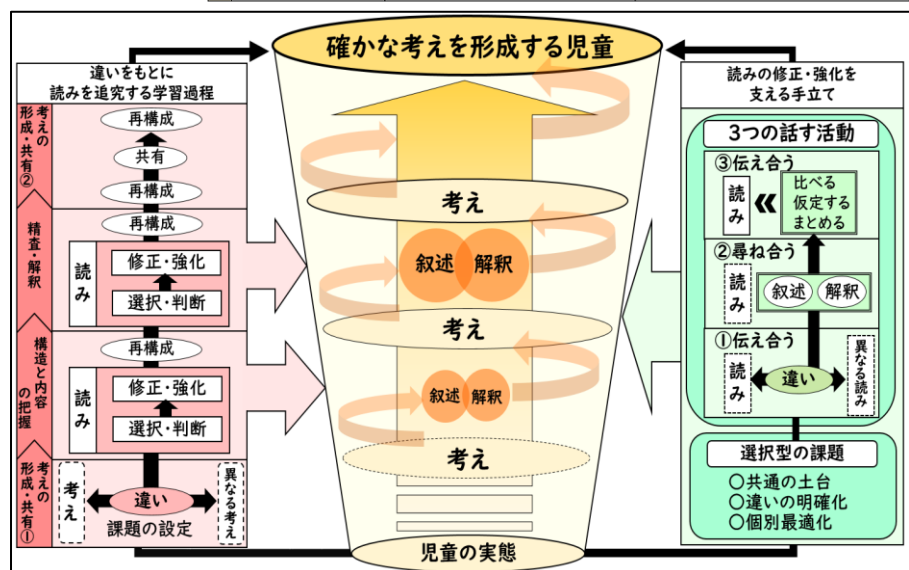 確かな考えを形成する児童
違いをもとに
読みを追究する学習過程
考えの
形成・共有②
再構成
共有
再構成
精査・解釈
再構成
読み
修正・強化
選択・判断
構造と内容
の把握
再構成
読み
修正・強化
選択・判断
考えの
形成・共有①
考え
違い
異なる考え
課題の設定
考え
叙述
解釈
考え
叙述
解釈
考え
児童の実態
読みの修正・強化を
支える手立て
3つの話す活動
③伝え合う
読み
≪
比べる
仮定する
まとめる
②尋ね合う
読み
叙述
解釈
①伝え合う
読み
違い
異なる読み
選択型の課題
○共通の土台
○違いの明確化
○個別最適化